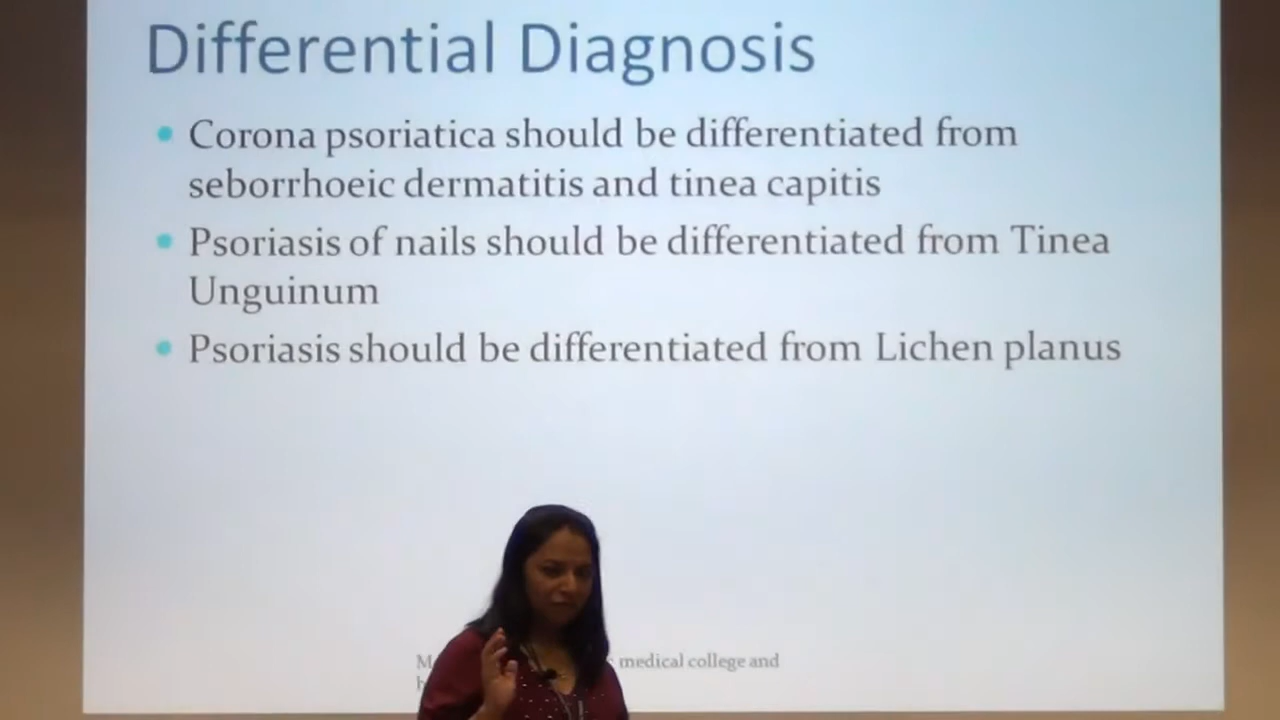 Differential Diagnosis
Corona psoriatica should be differentiated from
seborrhoeic dermatitis and tinea capitis
Psoriasis of nails should be differentiated from Tinea
Unguinum
Psoriasis should be differentiated from Lichen planus
medical college and